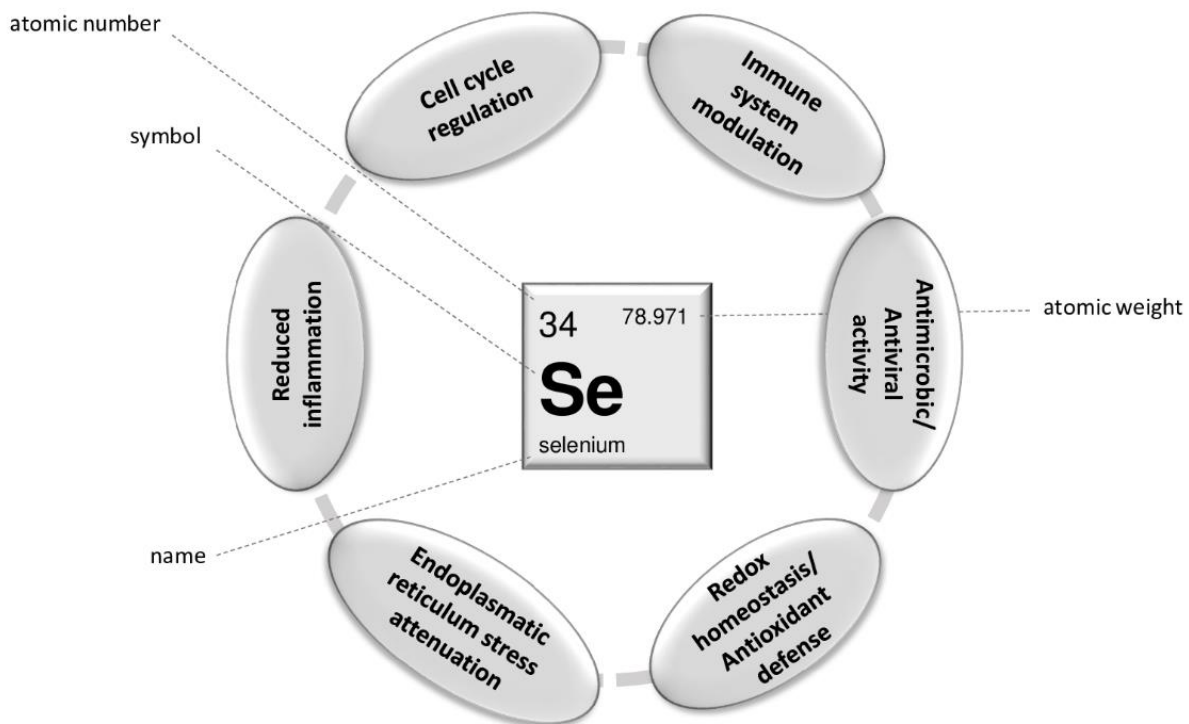 atomic number
symbol
Cell cycle
regulation
Immune
system
modulation
Reduced
inflammation
34
78.971
Se
selenium
Antimicrobic/
Antiviral
activity
atomic weight
name
Endoplasmatic
reticulum stress
attenuation
Redox
homeostasis/
Antioxidant
defense